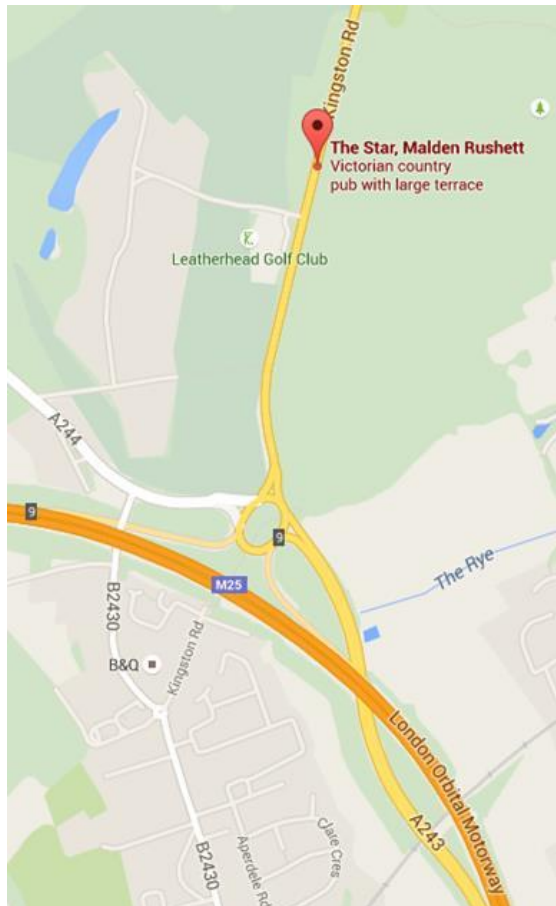 Kingston Rd
The Star, Malden Rushett
Victorian country
pub with large terrace
Leatherhead Golf Club
A244
9
9
M25
The Rye
B2430
B&Q
Kingston Rd
London Orbital Motorway
A243
Clare Cres
Aperdele Rd
B2430